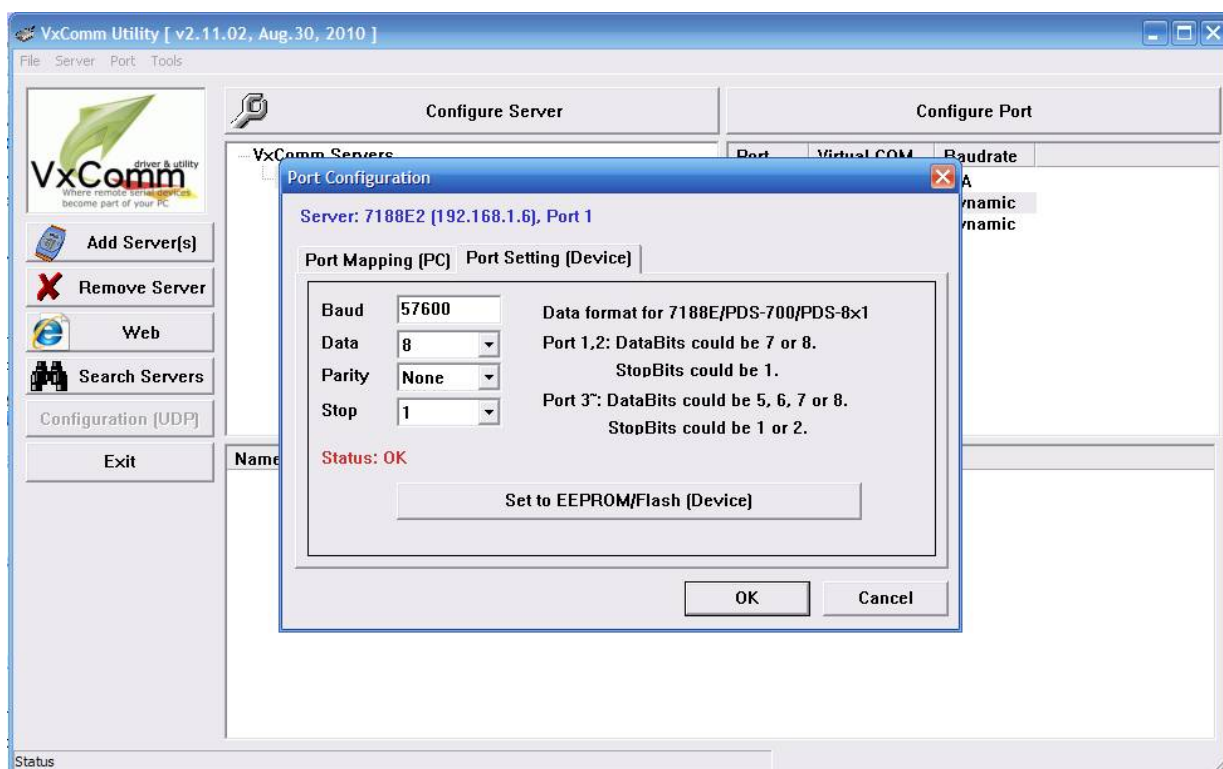 VxComm Utility [ v2.11.02, Aug.30, 2010 ]
File Server Port Tools
driver & utility
VxComm
Where remote serial devices
become part of your PC
Add Server(s)
Remove Server
Web
Search Servers
Configuration (UDP)
Exit
Configure Server
Configure Port
VxComm Servers
Port Virtual COM Baudrate
Port Configuration
Server: 7188E2 (192.168.1.6), Port 1
Port Mapping (PC) Port Setting (Device)
Baud 57600
Data 8
Parity None
Stop 1
Data format for 7188E/PDS-700/PDS-8x1
Port 1,2: DataBits could be 7 or 8.
StopBits could be 1.
Port 3~: DataBits could be 5, 6, 7 or 8.
StopBits could be 1 or 2.
Status: OK
Set to EEPROM/Flash (Device)
OK Cancel
A
ynamic
ynamic
Name
Status